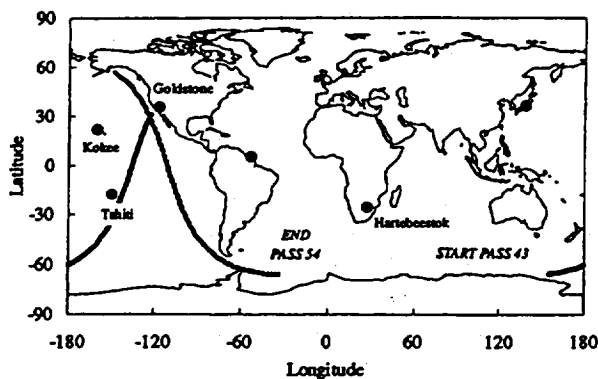 90
60
Goldstone
30
Kokee
Latitude
0
Tahiti
-30
Hartebeestok
END
PASS 54
START PASS 43
-60
-90
-180 -120 -60 0 60 120 180
Longitude